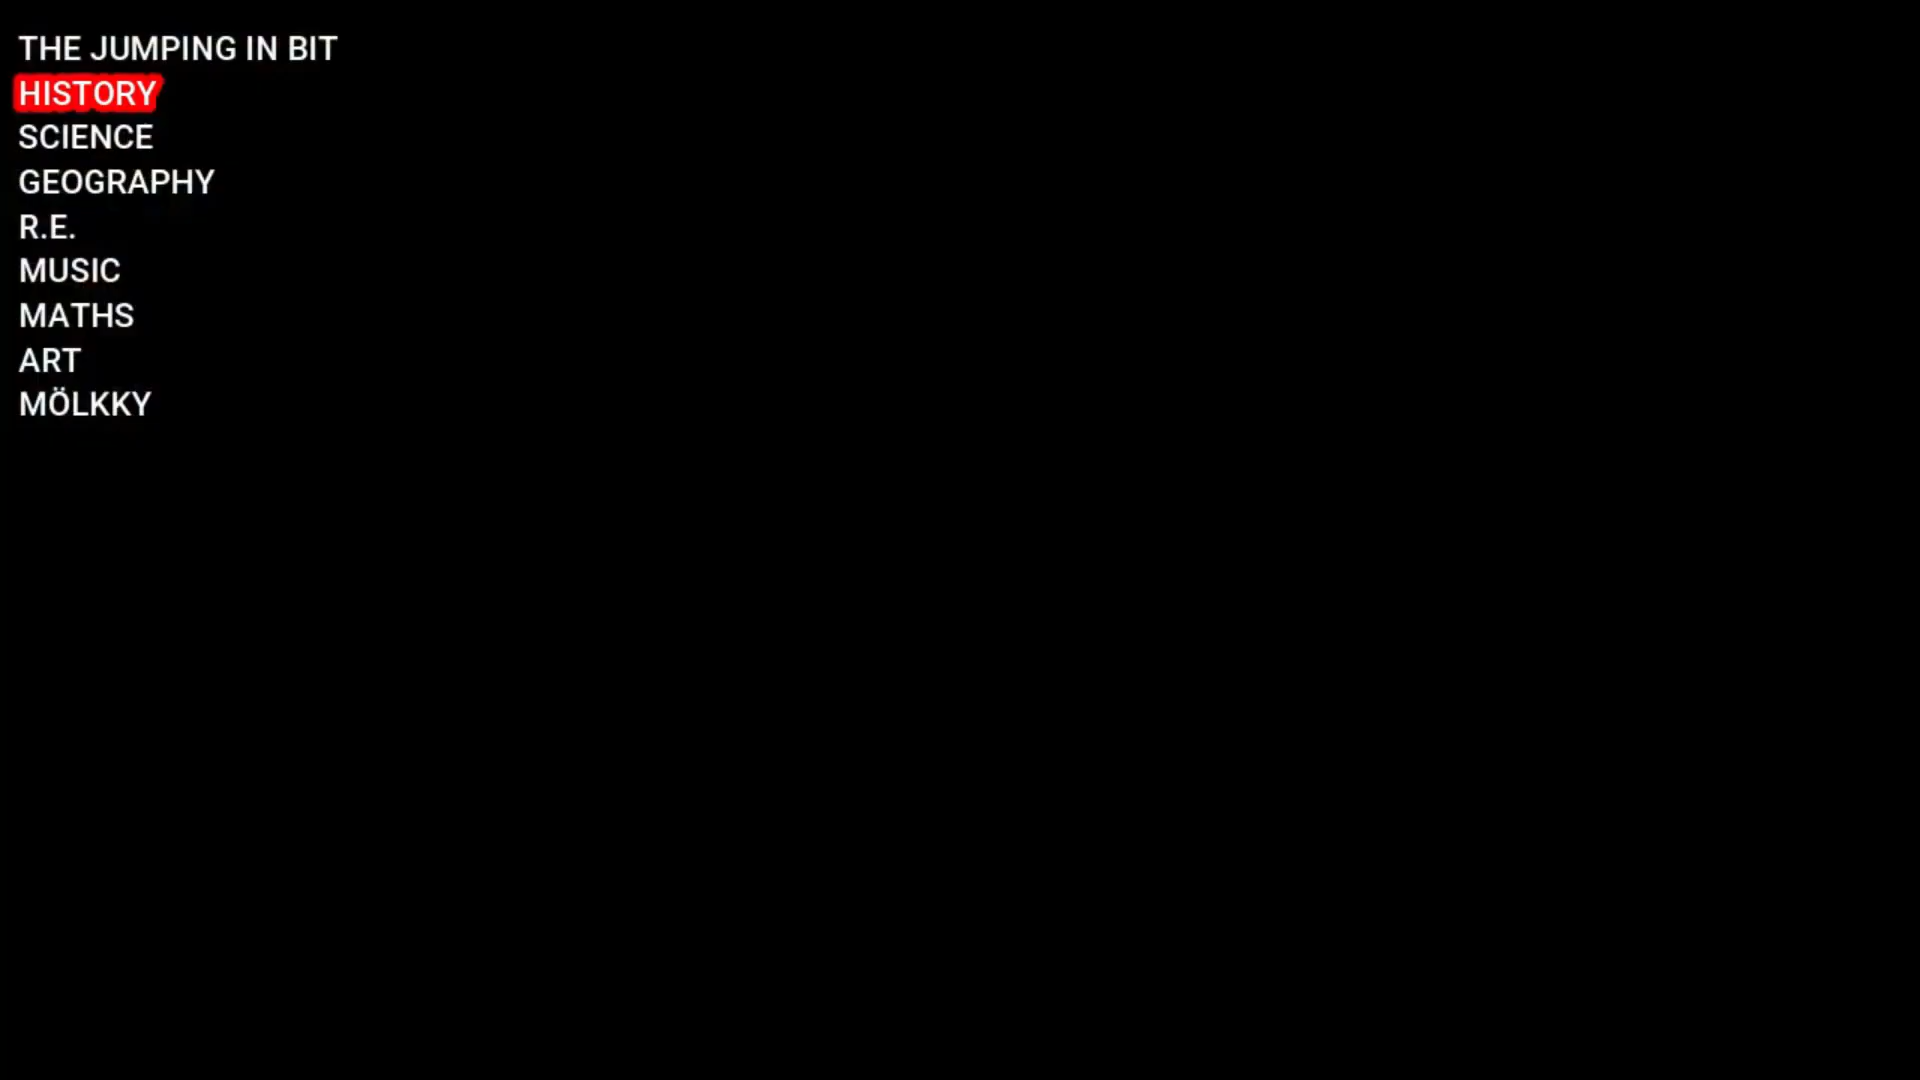 THE JUMPING IN BIT
HISTORY
SCIENCE
GEOGRAPHY
R.E.
MUSIC
MATHS
ART
MÖLKKY